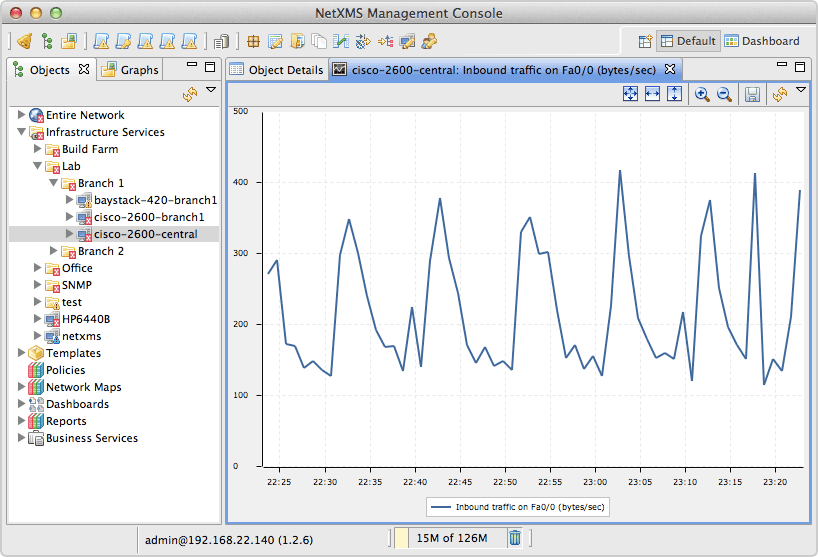 NetXMS Management Console
Default
Dashboard
Objects
Graphs
Object Details
cisco-2600-central: Inbound traffic on Fa0/0 (bytes/sec)
Entire Network
Infrastructure Services
Build Farm
Lab
Branch 1
baystack-420-branch1
cisco-2600-branch1
cisco-2600-central
Branch 2
Office
SNMP
test
HP6440B
netxms
Templates
Policies
Network Maps
Dashboards
Reports
Business Services
500
400
300
200
100
0
22:25 22:30 22:35 22:40 22:45 22:50 22:55 23:00 23:05 23:10 23:15 23:20
Inbound traffic on Fa0/0 (bytes/sec)
admin@192.168.22.140 (1.2.6)
15M of 126M